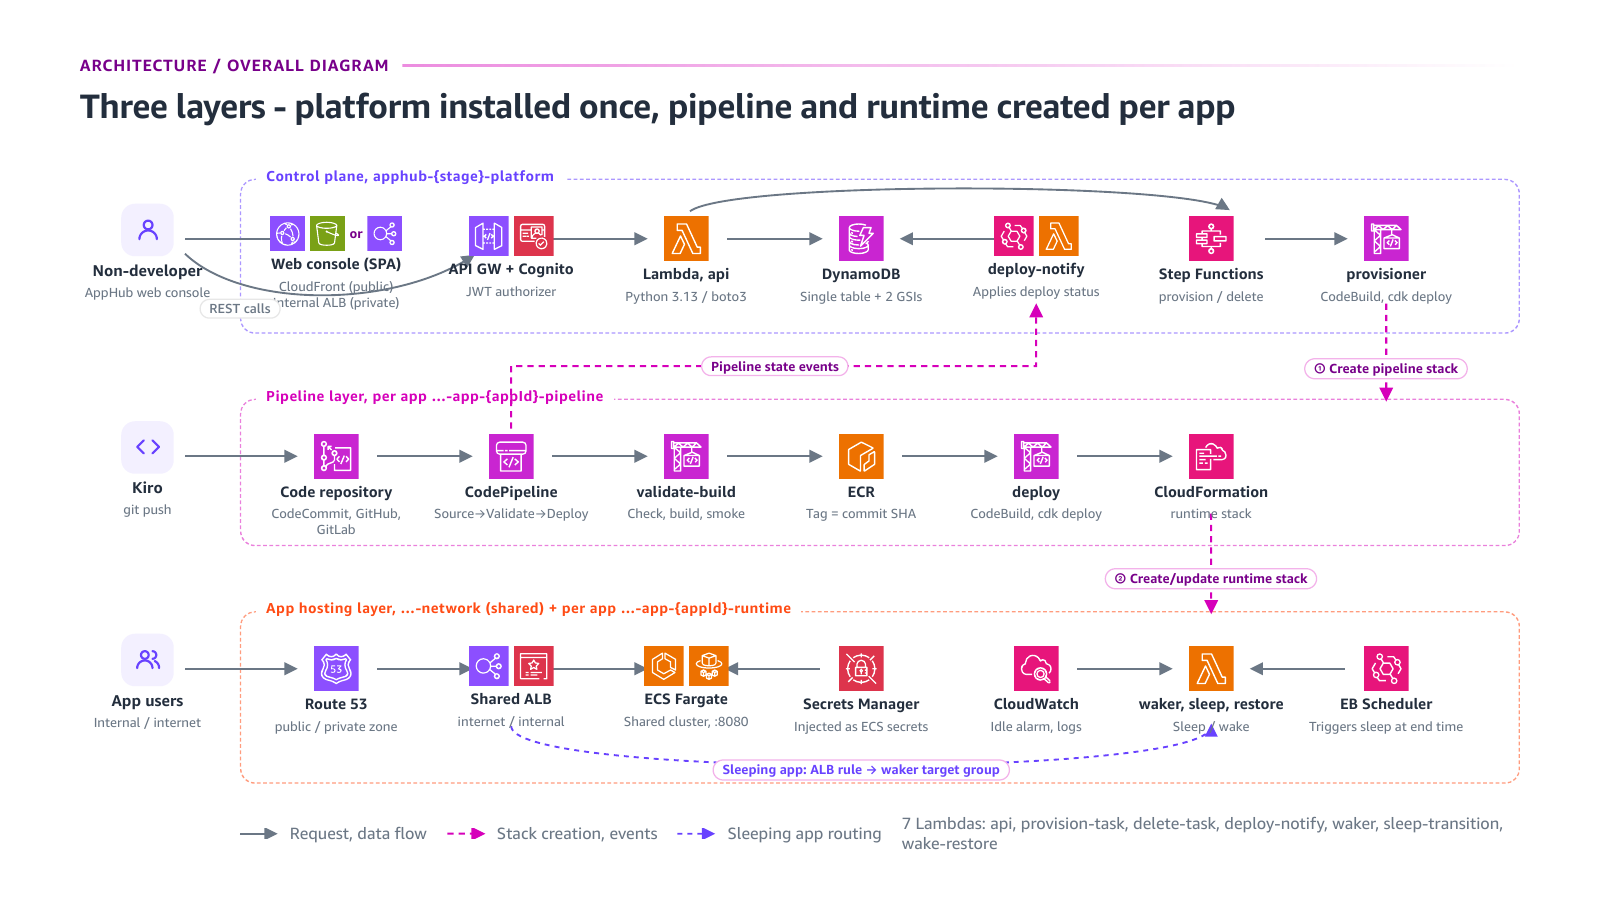 ARCHITECTURE / OVERALL DIAGRAM
Three layers - platform installed once, pipeline and runtime created per app
Control plane, apphub-{stage}-platform
Non-developer
AppHub web console
REST calls
or
Web console (SPA)
CloudFront (public)
Internal ALB (private)
API GW + Cognito
JWT authorizer
Lambda, api
Python 3.13 / boto3
DynamoDB
Single table + 2 GSIs
deploy-notify
Applies deploy status
Step Functions
provision / delete
provisioner
CodeBuild, cdk deploy
Pipeline state events
① Create pipeline stack
Pipeline layer, per app ...-app-{appId}-pipeline
Kiro
git push
Code repository
CodeCommit, GitHub,
GitLab
CodePipeline
Source→Validate→Deploy
validate-build
Check, build, smoke
ECR
Tag = commit SHA
deploy
CodeBuild, cdk deploy
CloudFormation
runtime stack
② Create/update runtime stack
App hosting layer, ...-network (shared) + per app ...-app-{appId}-runtime
App users
Internal / internet
53
Route 53
public / private zone
Shared ALB
internet / internal
ECS Fargate
Shared cluster, :8080
Secrets Manager
Injected as ECS secrets
CloudWatch
Idle alarm, logs
waker, sleep, restore
Sleep / wake
EB Scheduler
Triggers sleep at end time
Sleeping app: ALB rule → waker target group
Request, data flow
Stack creation, events
Sleeping app routing
7 Lambdas: api, provision-task, delete-task, deploy-notify, waker, sleep-transition,
wake-restore